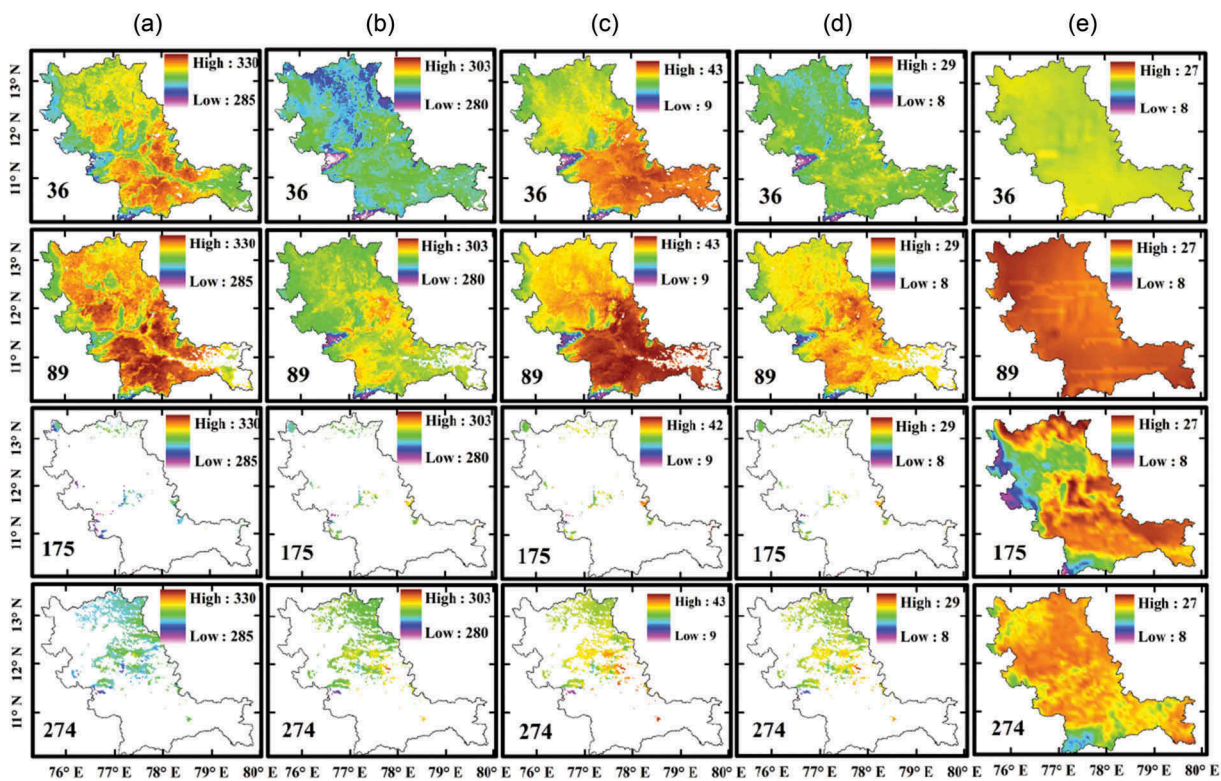 (a) (b) (c) (d) (e)
High : 330 High : 303 High : 43 High : 29 High : 27
Low : 285 Low : 280 Low : 9 Low : 8 Low : 8
13° N
12° N
11° N
36 36 36 36 36
High : 330 High : 303 High : 43 High : 29 High : 27
Low : 285 Low : 280 Low : 9 Low : 8 Low : 8
13° N
12° N
11° N
89 89 89 89 89
High : 330 High : 303 High : 42 High : 29 High : 27
Low : 285 Low : 280 Low : 9 Low : 8 Low : 8
13° N
12° N
11° N
175 175 175 175 175
High : 330 High : 303 High : 43 High : 29 High : 27
Low : 285 Low : 280 Low : 9 Low : 8 Low : 8
13° N
12° N
11° N
274 274 274 274 274
76° E 77° E 78° E 79° E 80° E 76° E 77° E 78° E 79° E 80° E 76° E 77° E 78° E 79° E 80° E 76° E 77° E 78° E 79° E 80° E 76° E 77° E 78° E 79° E 80° E